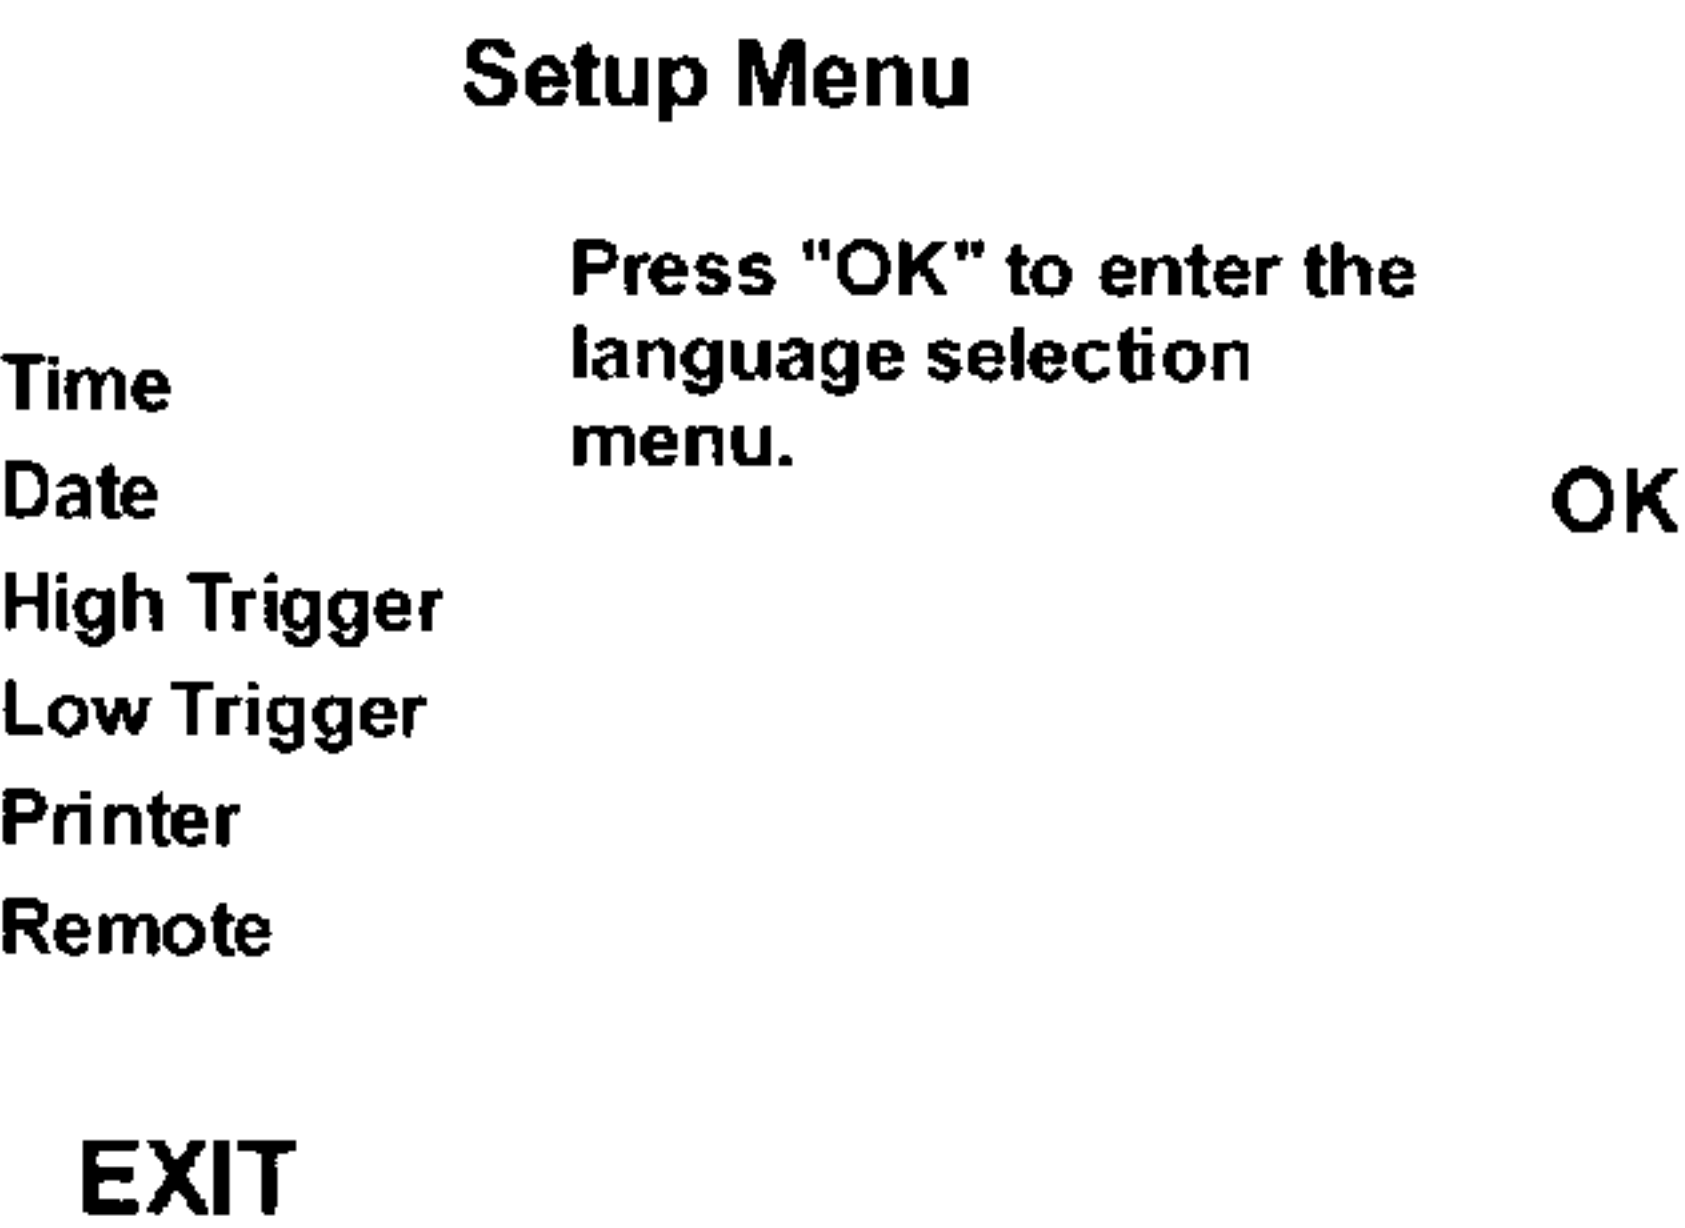 Setup Menu
Press "OK" to enter the
language selection
menu.
Time
Date
High Trigger
Low Trigger
Printer
Remote
OK
EXIT